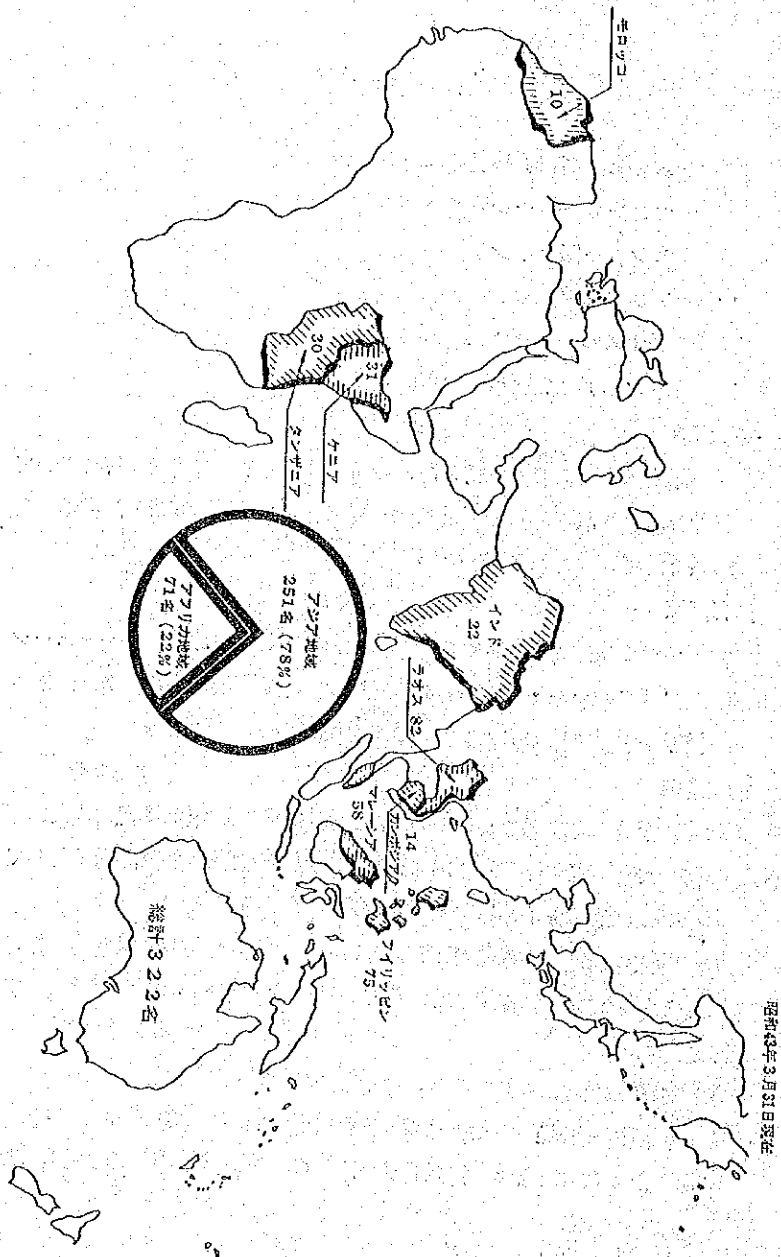 昭和43年3月31日現在
モロッコ
10
30
31
ケニア
タンザニア
インド
22
ラオス 82
14
カンボジア
マレーシア
58
フィリッピン
75
アジア地域
251名 (78%)
アフリカ地域
71名 (22%)
総計322名